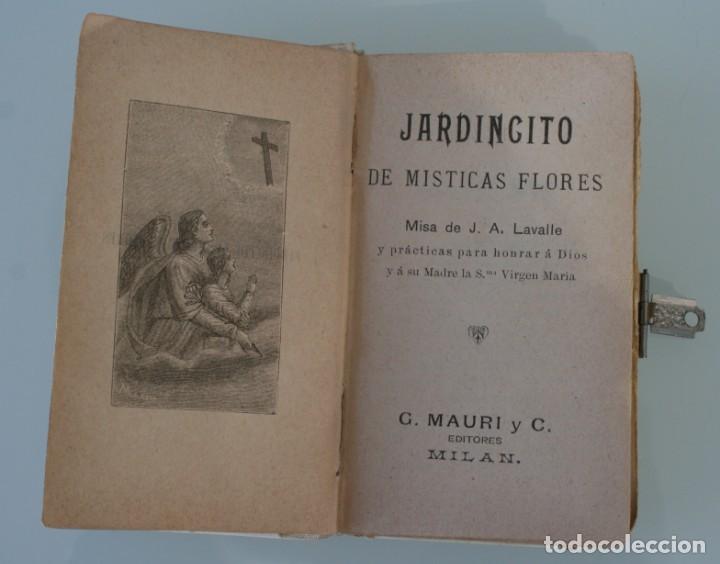 JARDINCITO
DE MISTICAS FLORES
Misa de J. A. Lavalle
y prácticas para honrar á Dios
y á su Madre la S.ma Virgen Maria
G. MAURI y C.
EDITORES
MILAN.
todocoleccion